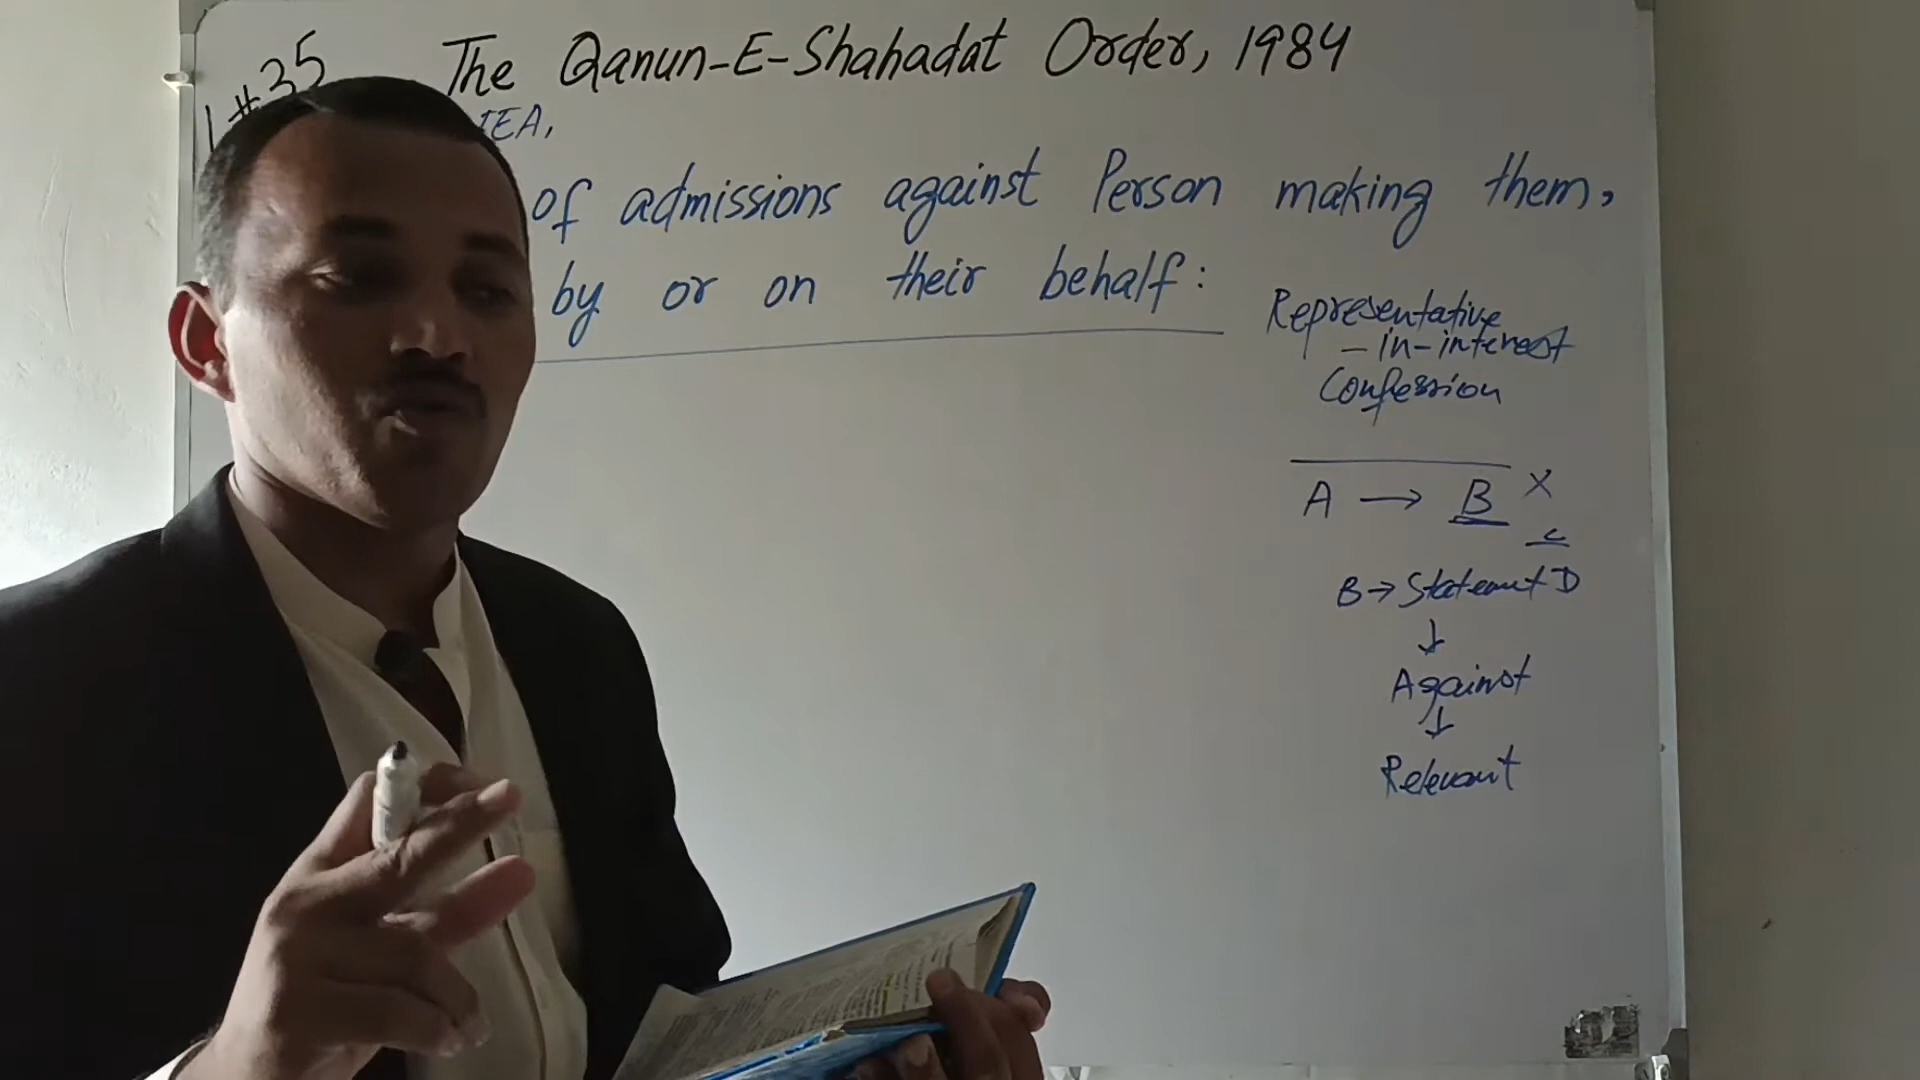 L#35 The Qanun-E-Shahadat Order, 1984
IEA,
of admissions against Person making them,
by or on their behalf:
Representative
-in-interest
Confession
A → B X
C
B → Statement D
↓
Against
↓
Relevant